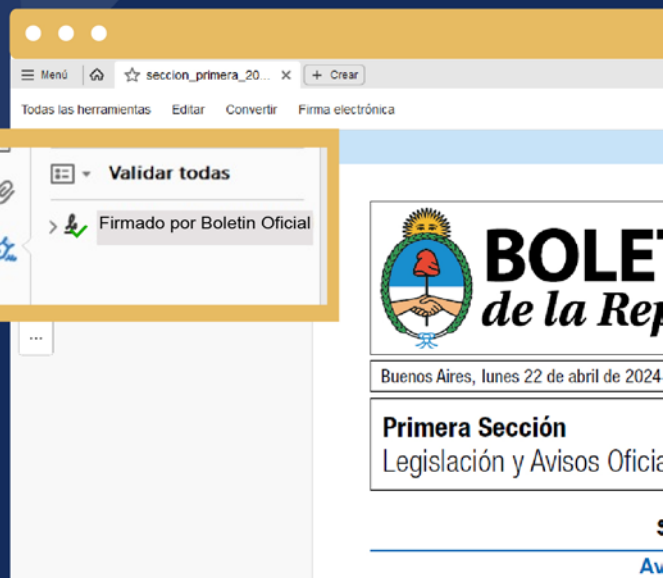 Menú
seccion_primera_20...
+ Crear
Todas las herramientas Editar Convertir Firma electrónica
Validar todas
Firmado por Boletin Oficial
...
BOLET
de la Rep
Buenos Aires, lunes 22 de abril de 2024
Primera Sección
Legislación y Avisos Oficia
S
Av